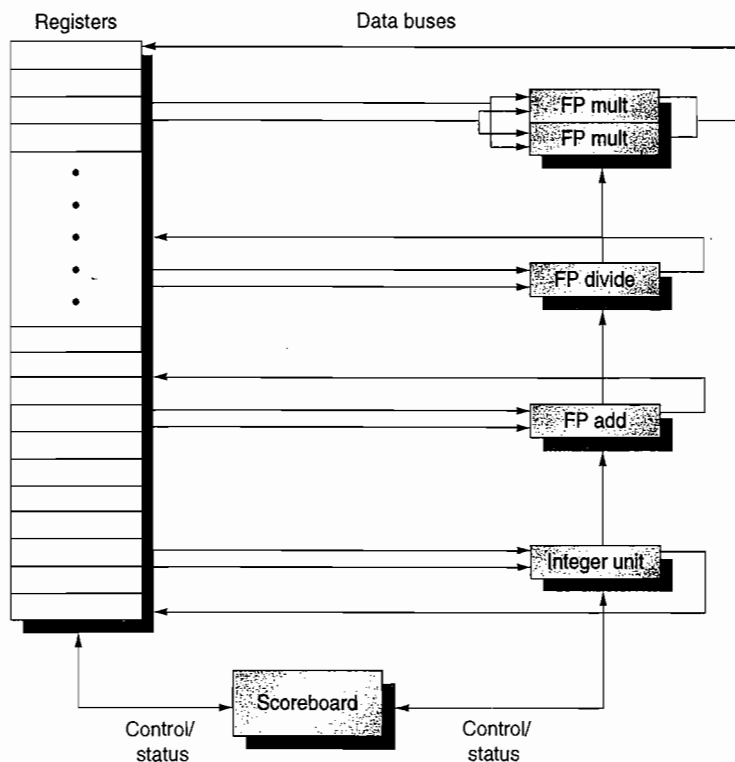 Registers
Data buses
FP mult
FP mult
FP divide
FP add
Integer unit
Scoreboard
Control/
status
Control/
status